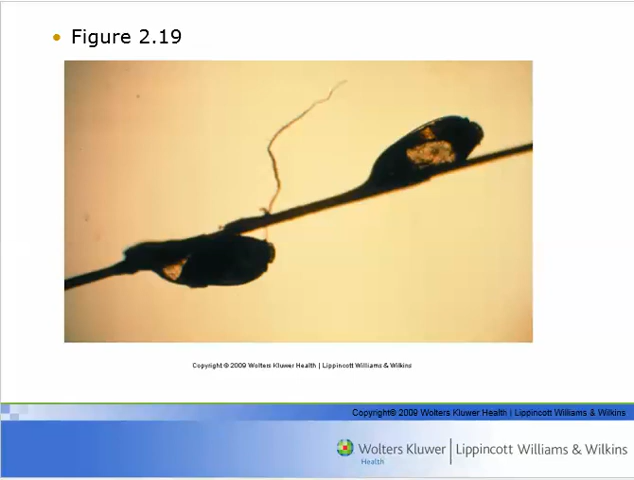 Figure 2.19
Copyright © 2009 Wolters Kluwer Health | Lippincott Williams & Wilkins
Copyright© 2009 Wolters Kluwer Health | Lippincott Williams & Wilkins
Wolters Kluwer | Lippincott Williams & Wilkins
Health